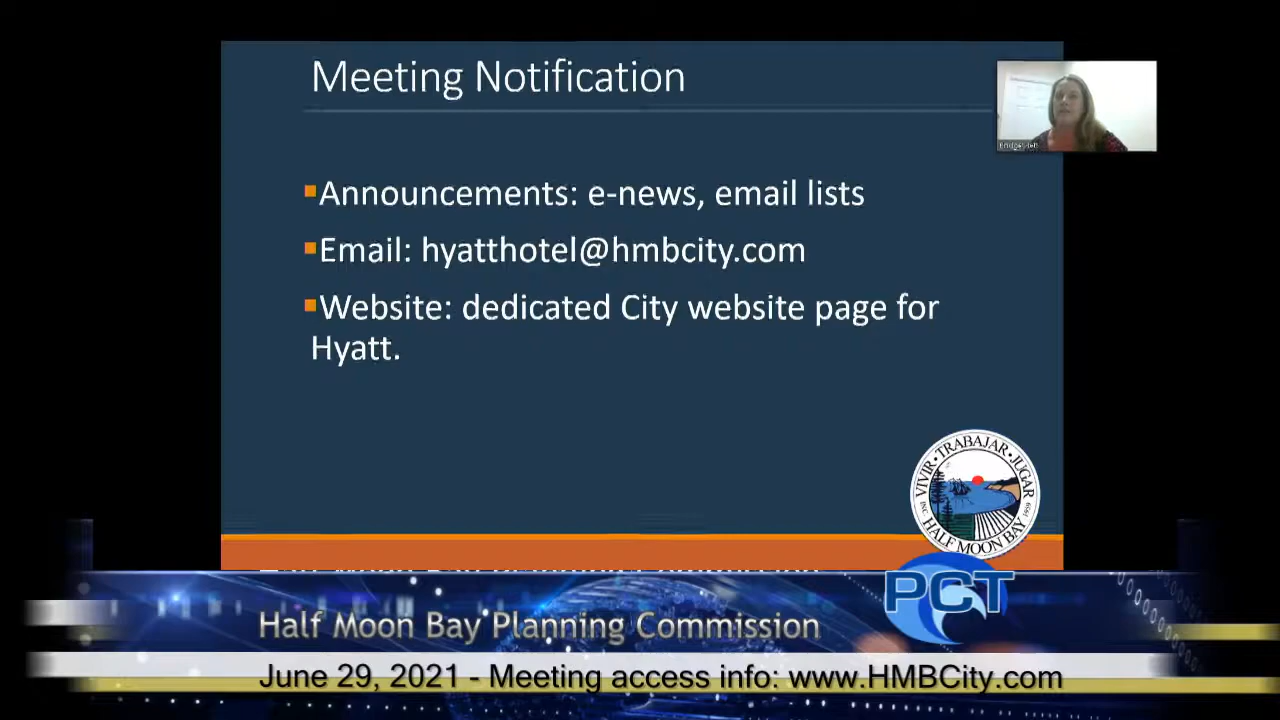 Meeting Notification
Announcements: e-news, email lists
Email: hyatthotel@hmbcity.com
Website: dedicated City website page for
Hyatt.
VIVIR · TRABAJAR · JUGAR
INC 1959
HALF MOON BAY
PCT
Half Moon Bay Planning Commission
June 29, 2021 - Meeting access info: www.HMBCity.com